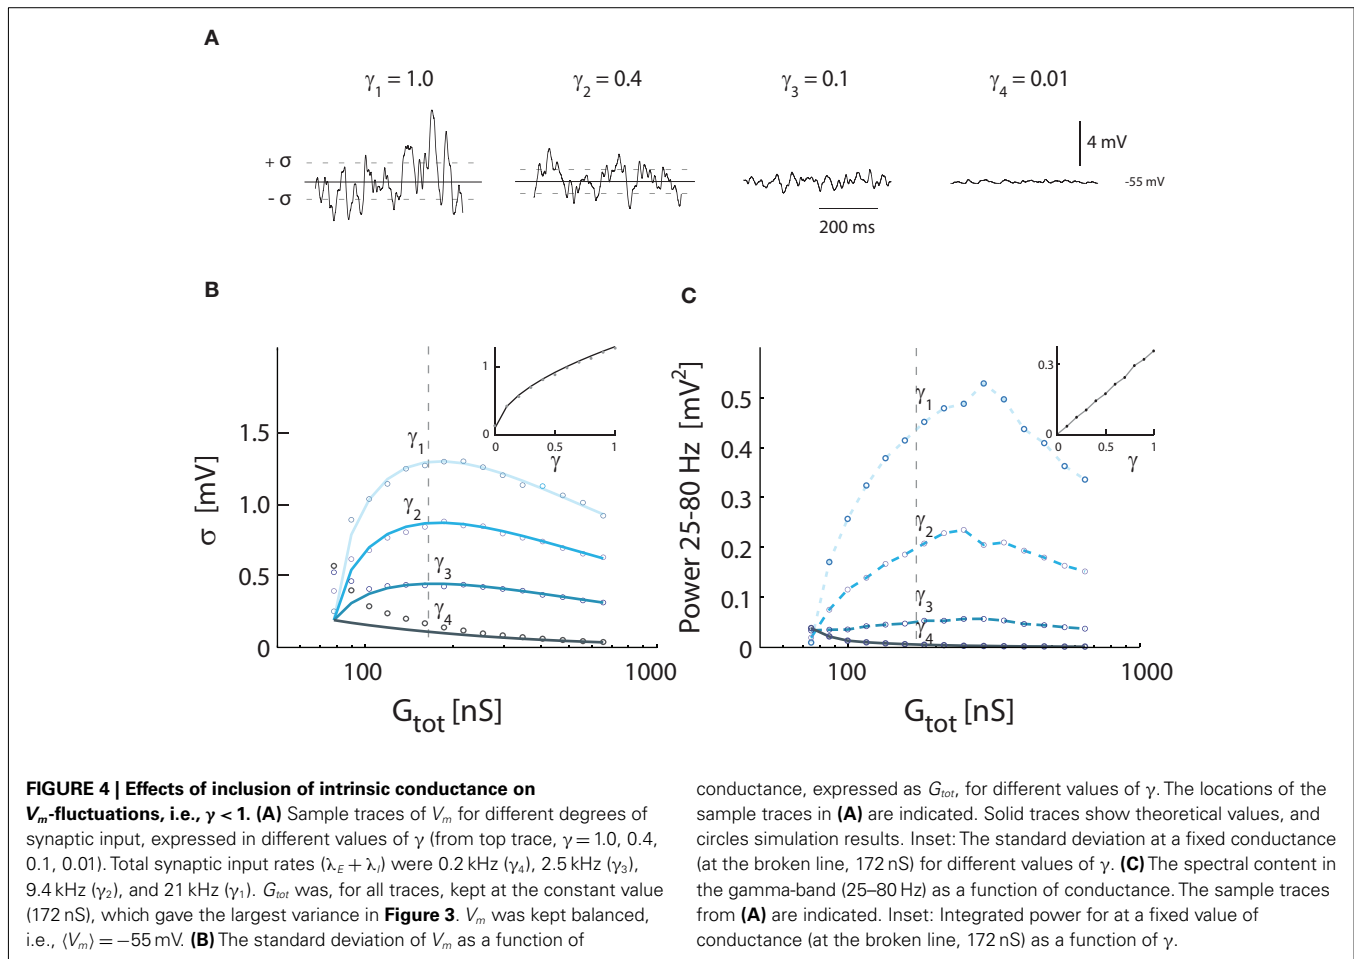 A
γ1 = 1.0
γ2 = 0.4
γ3 = 0.1
γ4 = 0.01
+ σ
- σ
4 mV
-55 mV
200 ms
B
σ [mV]
1.5
1.0
0.5
0
100
1000
Gtot [nS]
γ1
γ2
γ3
γ4
1
0
0
0.5
1
γ
C
Power 25-80 Hz [mV²]
0.5
0.4
0.3
0.2
0.1
0
100
1000
Gtot [nS]
γ1
γ2
γ3
γ4
0.3
0
0
0.5
1
γ
FIGURE 4 | Effects of inclusion of intrinsic conductance on
Vm-fluctuations, i.e., γ < 1. (A) Sample traces of Vm for different degrees of
synaptic input, expressed in different values of γ (from top trace, γ = 1.0, 0.4,
0.1, 0.01). Total synaptic input rates (λE + λI) were 0.2 kHz (γ4), 2.5 kHz (γ3),
9.4 kHz (γ2), and 21 kHz (γ1). Gtot was, for all traces, kept at the constant value
(172 nS), which gave the largest variance in Figure 3. Vm was kept balanced,
i.e., ⟨Vm⟩ = −55 mV. (B) The standard deviation of Vm as a function of
conductance, expressed as Gtot, for different values of γ. The locations of the
sample traces in (A) are indicated. Solid traces show theoretical values, and
circles simulation results. Inset: The standard deviation at a fixed conductance
(at the broken line, 172 nS) for different values of γ. (C) The spectral content in
the gamma-band (25–80 Hz) as a function of conductance. The sample traces
from (A) are indicated. Inset: Integrated power for at a fixed value of
conductance (at the broken line, 172 nS) as a function of γ.